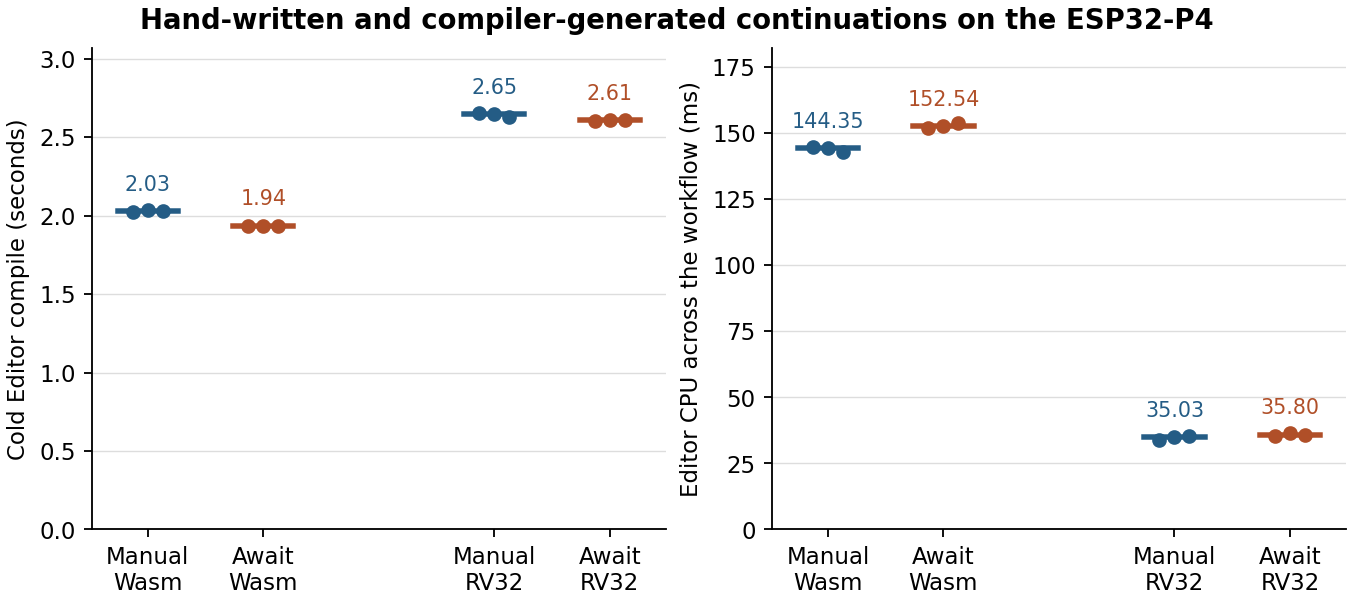 Hand-written and compiler-generated continuations on the ESP32-P4
Cold Editor compile (seconds)
3.0
2.5
2.0
1.5
1.0
0.5
0.0
2.03
1.94
2.65
2.61
Manual
Wasm
Await
Wasm
Manual
RV32
Await
RV32
Editor CPU across the workflow (ms)
175
150
125
100
75
50
25
0
144.35
152.54
35.03
35.80
Manual
Wasm
Await
Wasm
Manual
RV32
Await
RV32